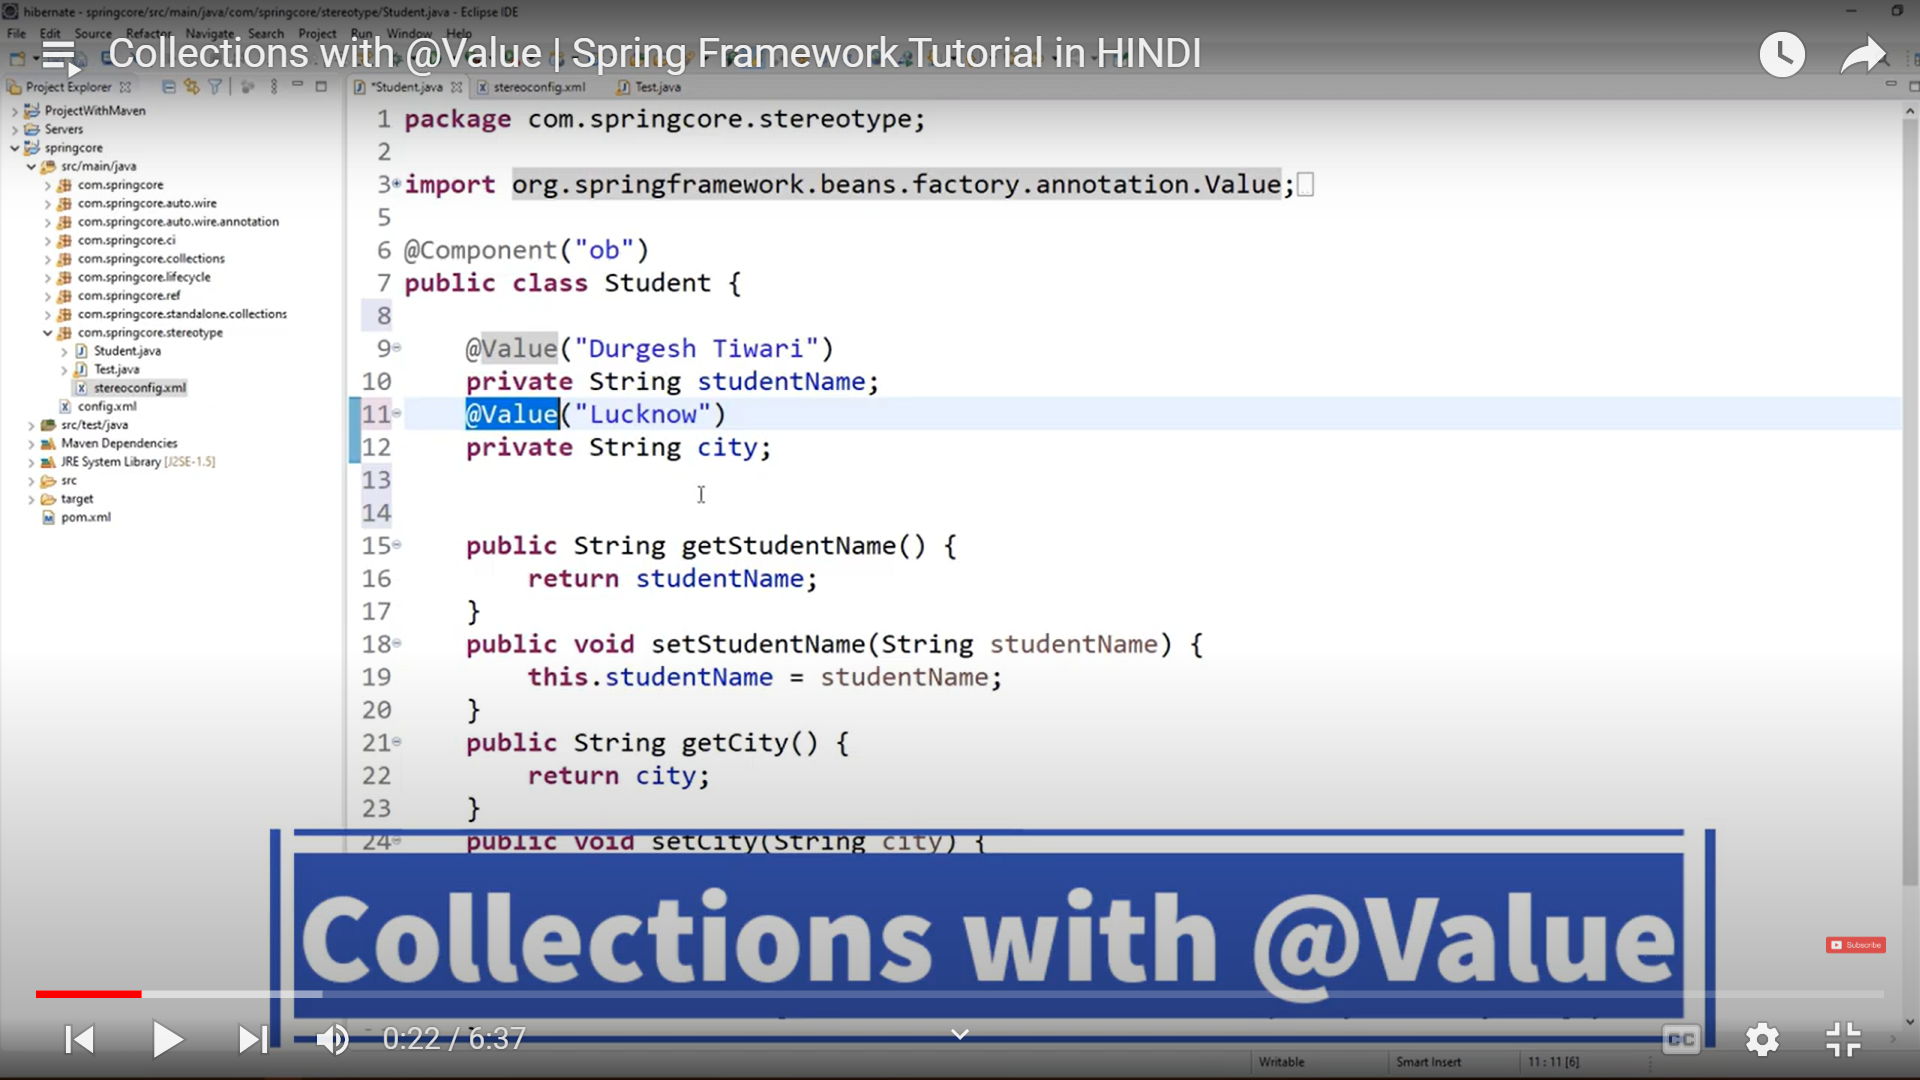 hibernate - springcore/src/main/java/com/springcore/stereotype/Student.java - Eclipse IDE
File Edit Source Refactor Navigate Search Project Run Window Help
Collections with @Value | Spring Framework Tutorial in HINDI
Project Explorer
*Student.java stereoconfig.xml Test.java
ProjectWithMaven
Servers
springcore
src/main/java
com.springcore
com.springcore.auto.wire
com.springcore.auto.wire.annotation
com.springcore.ci
com.springcore.collections
com.springcore.lifecycle
com.springcore.ref
com.springcore.standalone.collections
com.springcore.stereotype
Student.java
Test.java
stereoconfig.xml
config.xml
src/test/java
Maven Dependencies
JRE System Library [J2SE-1.5]
src
target
pom.xml
1 package com.springcore.stereotype;
2
3 import org.springframework.beans.factory.annotation.Value;
5
6 @Component("ob")
7 public class Student {
8
9 @Value("Durgesh Tiwari")
10 private String studentName;
11 @Value("Lucknow")
12 private String city;
13
14
15 public String getStudentName() {
16 return studentName;
17 }
18 public void setStudentName(String studentName) {
19 this.studentName = studentName;
20 }
21 public String getCity() {
22 return city;
23 }
24 public void setCity(String city) {
Collections with @Value
Subscribe
0:22 / 6:37
CC
Writable Smart Insert 11 : 11 [6]